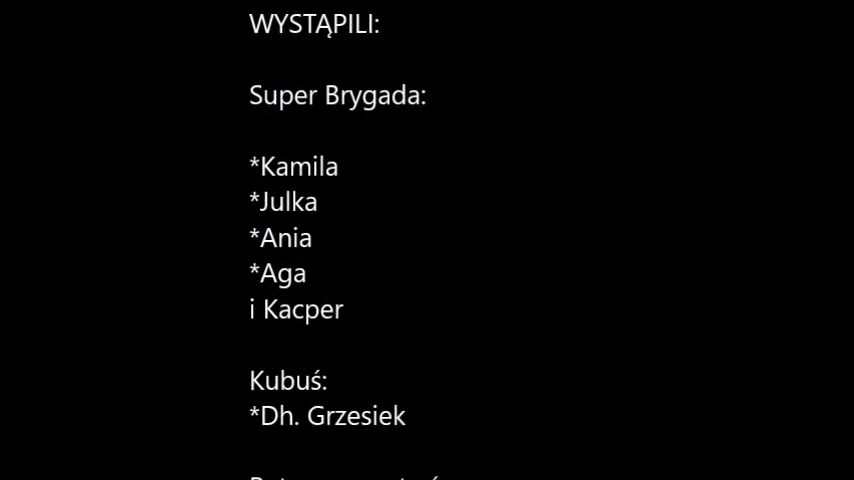 WYSTĄPILI:
Super Brygada:
*Kamila
*Julka
*Ania
*Aga
i Kacper
Kubuś:
*Dh. Grzesiek